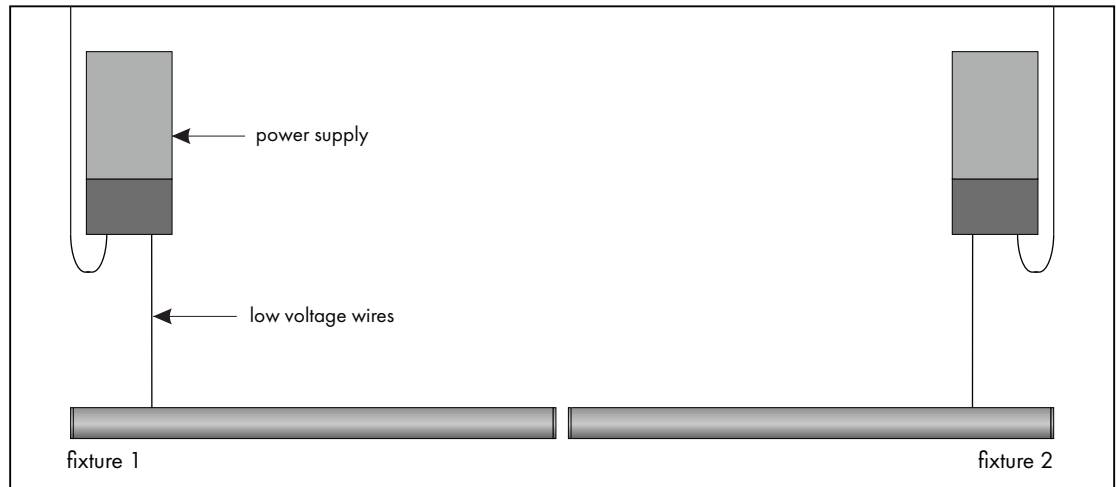 power supply
low voltage wires
fixture 1
fixture 2